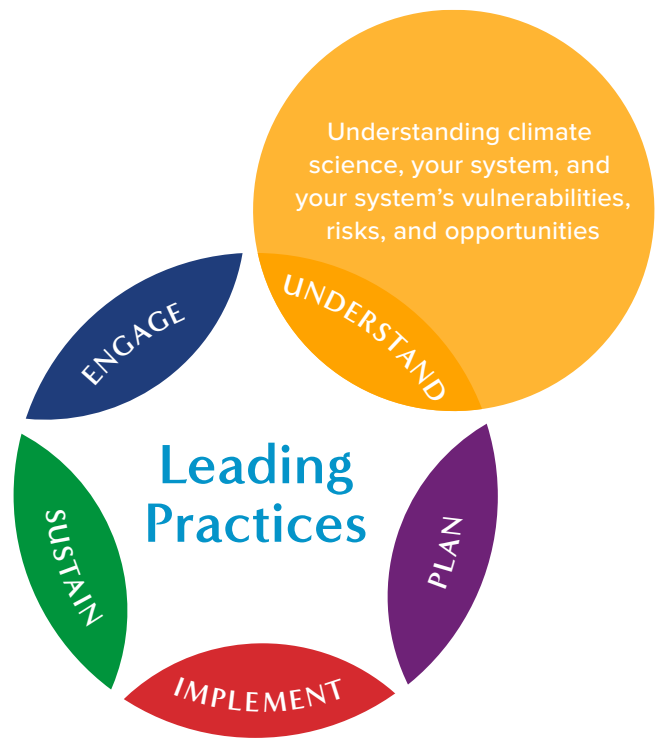 Understanding climate
science, your system, and
your system’s vulnerabilities,
risks, and opportunities
UNDERSTAND
ENGAGE
Leading
Practices
PLAN
SUSTAIN
IMPLEMENT